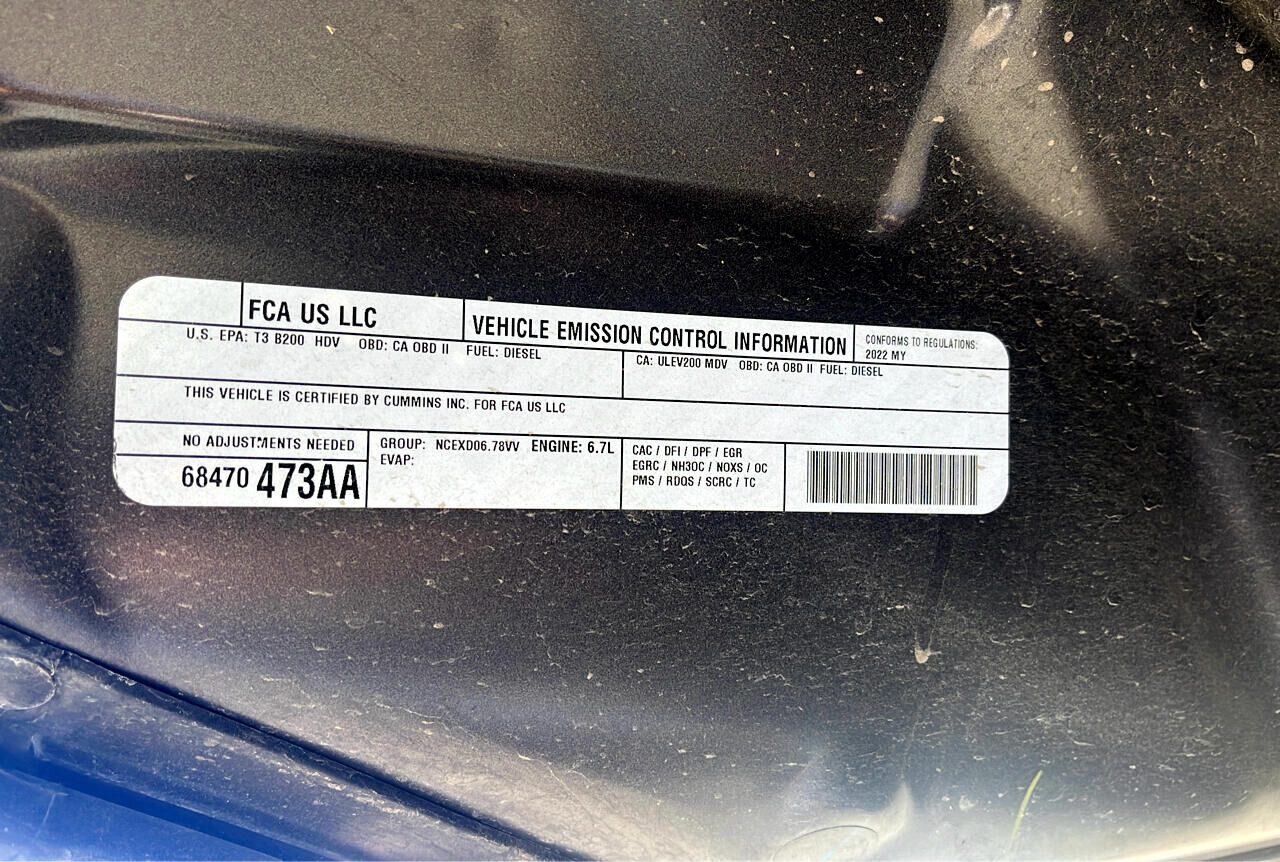 FCA US LLC
VEHICLE EMISSION CONTROL INFORMATION
CONFORMS TO REGULATIONS:
2022 MY
U.S. EPA: T3 B200 HDV OBD: CA OBD II FUEL: DIESEL
CA: ULEV200 MDV OBD: CA OBD II FUEL: DIESEL
THIS VEHICLE IS CERTIFIED BY CUMMINS INC. FOR FCA US LLC
NO ADJUSTMENTS NEEDED
68470 473AA
GROUP: NCEXD06.78VV ENGINE: 6.7L
EVAP:
CAC / DFI / DPF / EGR
EGRC / NH3OC / NOXS / OC
PMS / RDQS / SCRC / TC